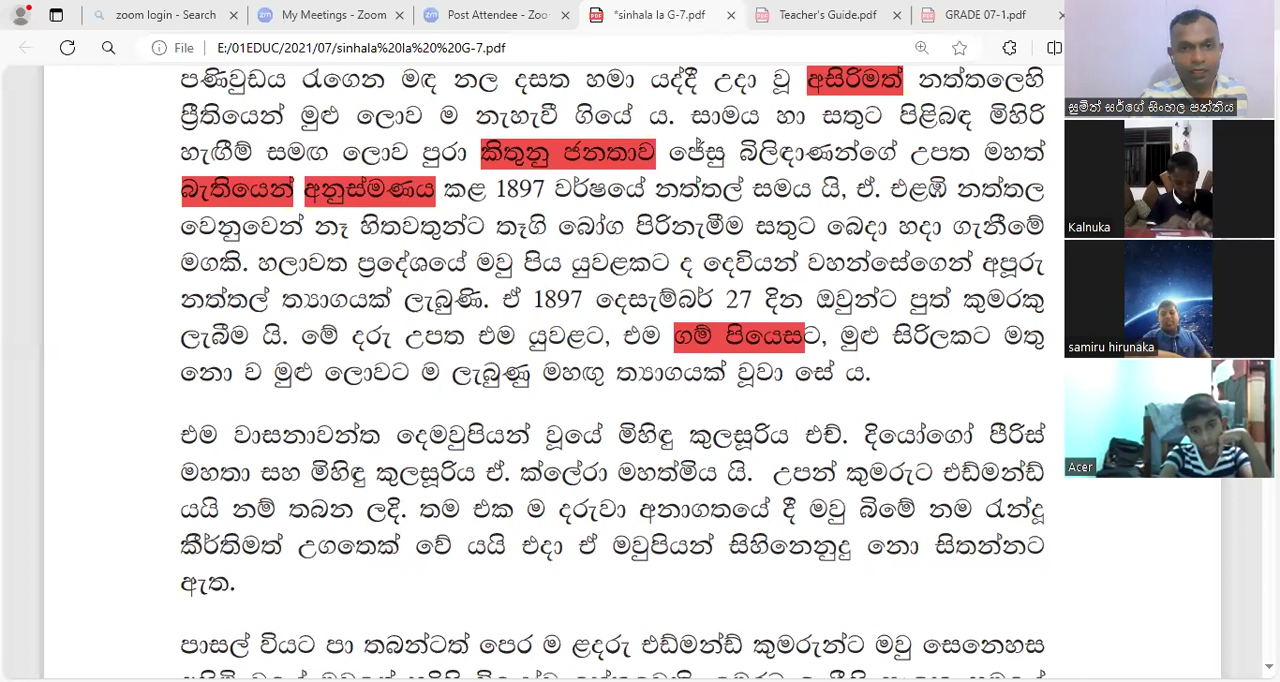 zoom login - Search
My Meetings - Zoom
Post Attendee - Zoo
*sinhala la G-7.pdf
Teacher's Guide.pdf
GRADE 07-1.pdf
File
E:/01EDUC/2021/07/sinhala%20la%20%20G-7.pdf
පණිවුඩය රැගෙන මඳ නල දසත හමා යද්දී උදා වූ අසිරිමත් නත්තලෙහි
ප්‍රීතියෙන් මුළු ලොව ම නැහැවී ගියේ ය. සාමය හා සතුට පිළිබඳ මිහිරි
හැඟීම් සමඟ ලොව පුරා කිතුනු ජනතාව ජේසු බිලිඳාණන්ගේ උපත මහත්
බැතියෙන් අනුස්මණය කළ 1897 වර්ෂයේ නත්තල් සමය යි, ඒ. එළඹි නත්තල
වෙනුවෙන් නෑ හිතවතුන්ට තෑගි බෝග පිරිනැමීම සතුට බෙදා හදා ගැනීමේ
මගකි. හලාවත ප්‍රදේශයේ මවු පිය යුවළකට ද දෙවියන් වහන්සේගෙන් අපූරු
නත්තල් ත්‍යාගයක් ලැබුණි. ඒ 1897 දෙසැම්බර් 27 දින ඔවුන්ට පුත් කුමරකු
ලැබීම යි. මේ දරු උපත එම යුවළට, එම ගම් පියෙසට, මුළු සිරිලකට මතු
නො ව මුළු ලොවට ම ලැබුණු මහඟු ත්‍යාගයක් වූවා සේ ය.
එම වාසනාවන්ත දෙමවුපියන් වූයේ මිහිඳු කුලසූරිය එච්. දියෝගෝ පීරිස්
මහතා සහ මිහිඳු කුලසූරිය ඒ. ක්ලේරා මහත්මිය යි. උපන් කුමරුට එඩ්මන්ඩ්
යයි නම් තබන ලදි. තම එක ම දරුවා අනාගතයේ දී මවු බිමේ නම රැන්දූ
කීර්තිමත් උගතෙක් වේ යයි එදා ඒ මවුපියන් සිහිනෙනුදු නො සිතන්නට
ඇත.
පාසල් වියට පා තබන්ටත් පෙර ම ළදරු එඩ්මන්ඩ් කුමරුන්ට මවු සෙනෙහස
සුමිත් සර්ගේ සිංහල පන්තිය
Kalnuka
samiru hirunaka
Acer